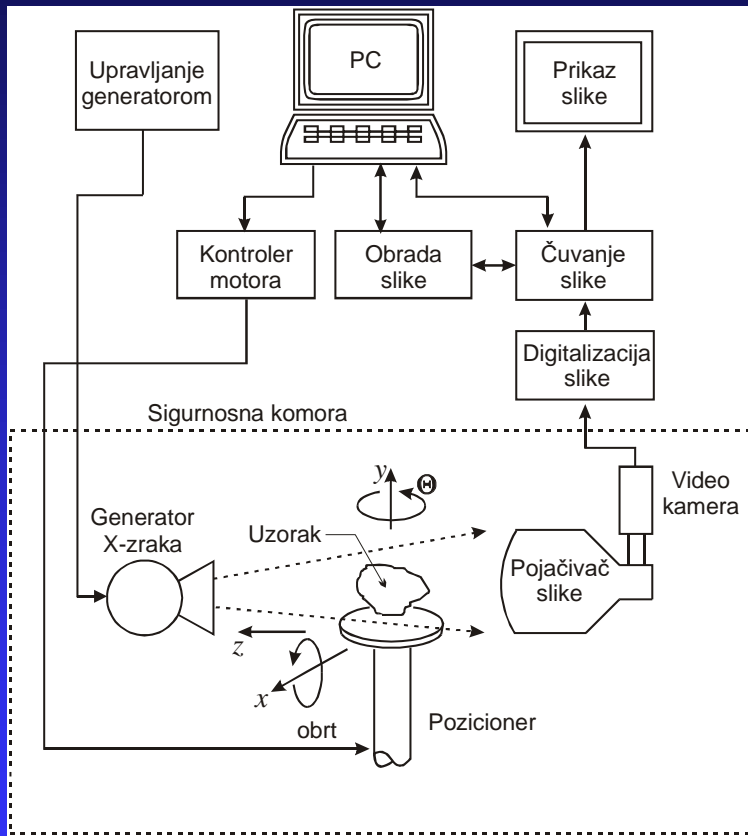 Upravljanje
generatorom
PC
Prikaz
slike
Kontroler
motora
Obrada
slike
Čuvanje
slike
Digitalizacija
slike
Sigurnosna komora
Generator
X-zraka
Uzorak
y
Θ
Video
kamera
Pojačivač
slike
z
x
obrt
Pozicioner